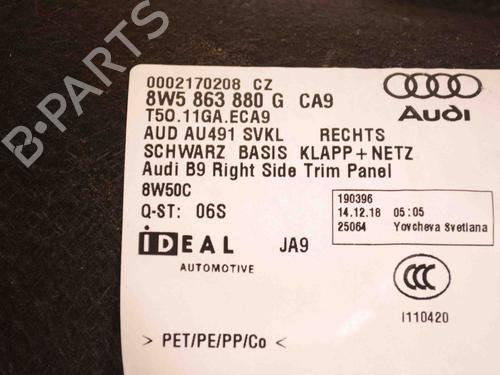 B-PARTS
0002170208 CZ
8W5 863 880 G CA9
T50.11GA.ECA9
AUD AU491 SVKL RECHTS
SCHWARZ BASIS KLAPP+NETZ
Audi B9 Right Side Trim Panel
8W50C
Q-ST: 06S
Audi
190396
14.12.18 05:05
25064 Yovcheva Svetlana
IDEAL JA9
AUTOMOTIVE
CCC
I110420
> PET/PE/PP/Co <